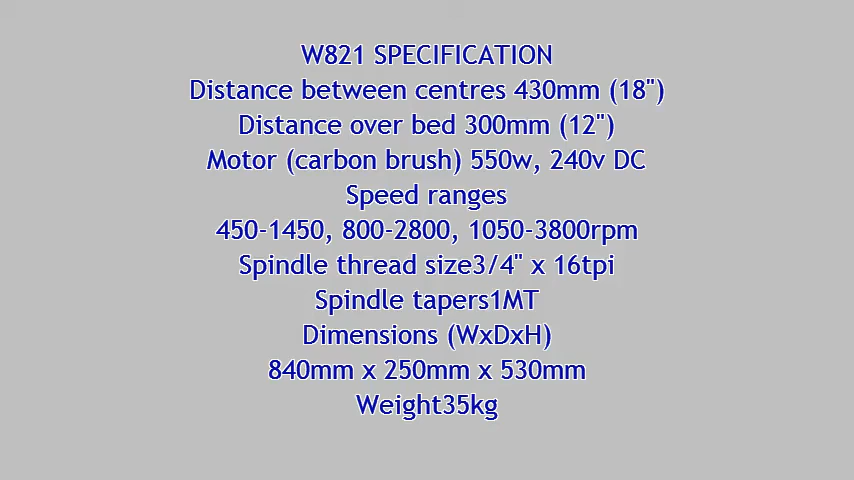 W821 SPECIFICATION
Distance between centres 430mm (18")
Distance over bed 300mm (12")
Motor (carbon brush) 550w, 240v DC
Speed ranges
450-1450, 800-2800, 1050-3800rpm
Spindle thread size3/4" x 16tpi
Spindle tapers1MT
Dimensions (WxDxH)
840mm x 250mm x 530mm
Weight35kg